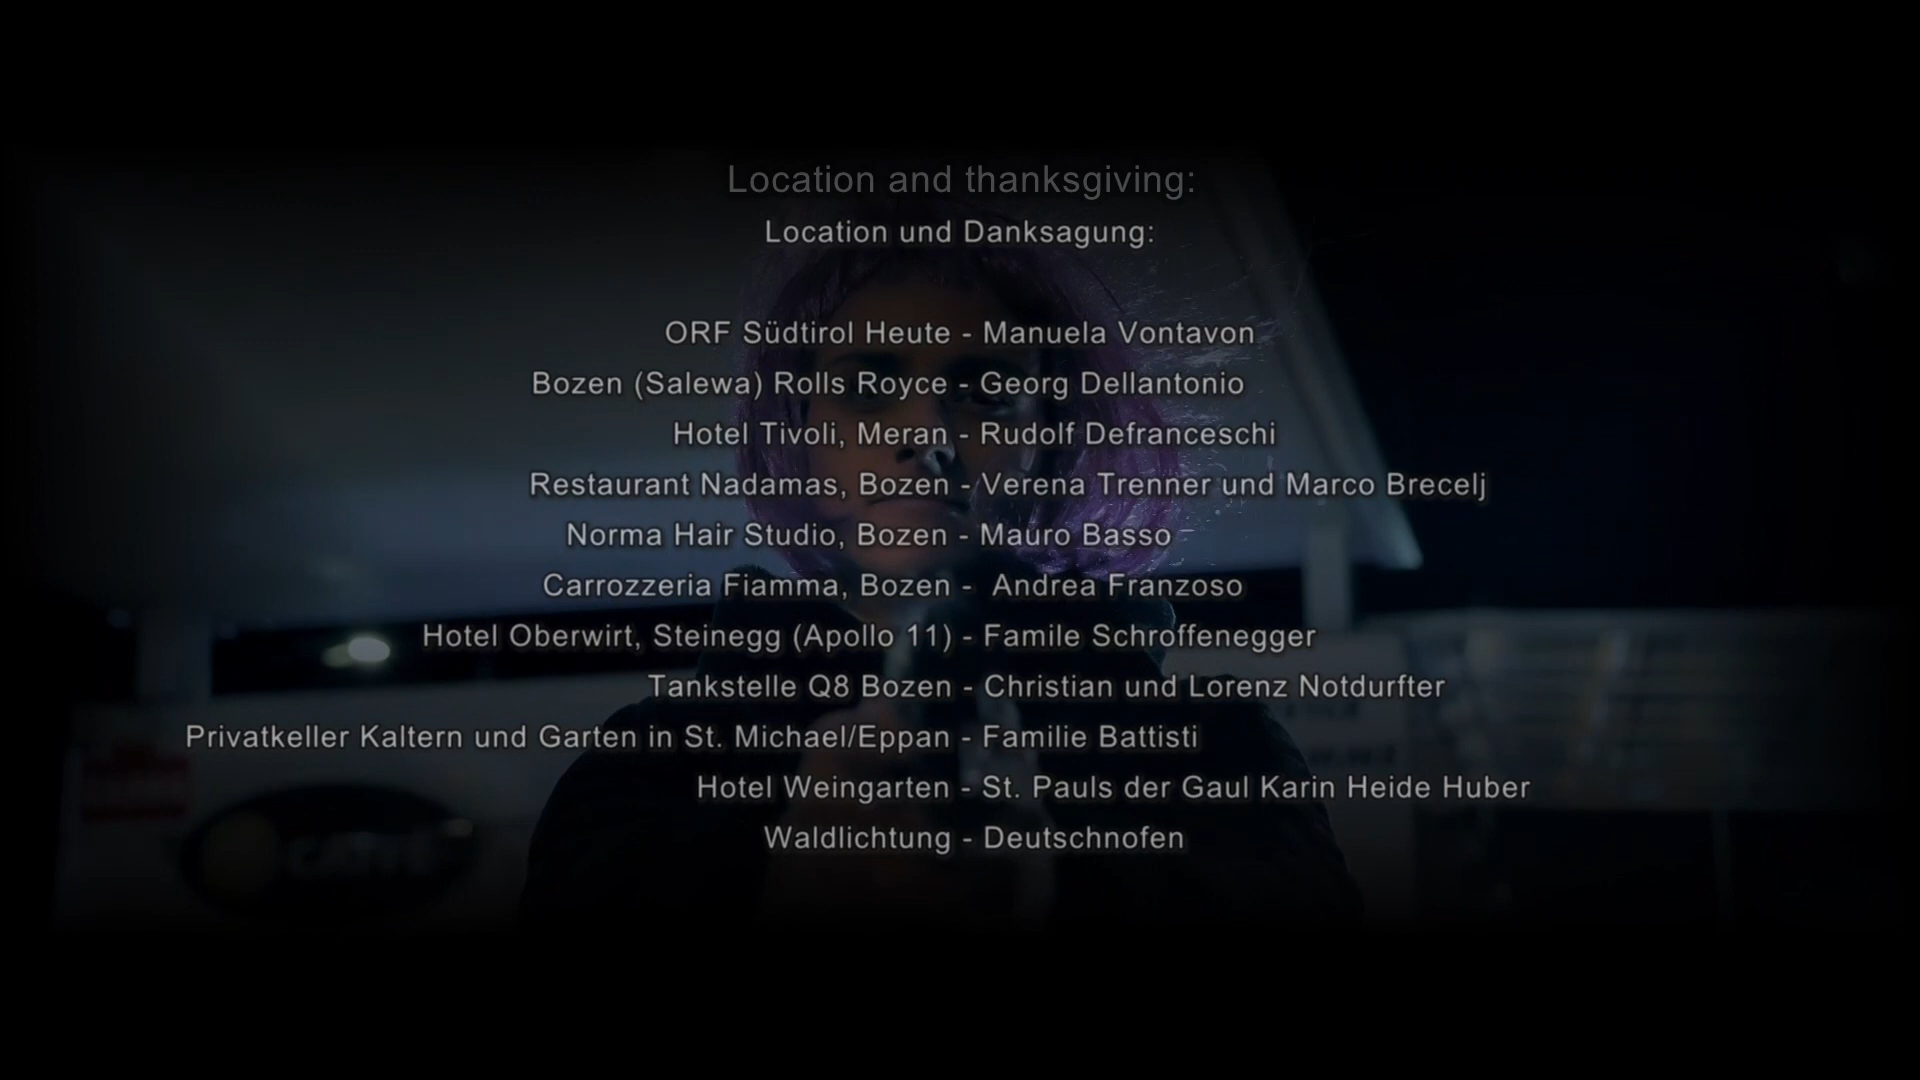 Location and thanksgiving:
Location und Danksagung:
ORF Südtirol Heute - Manuela Vontavon
Bozen (Salewa) Rolls Royce - Georg Dellantonio
Hotel Tivoli, Meran - Rudolf Defranceschi
Restaurant Nadamas, Bozen - Verena Trenner und Marco Brecelj
Norma Hair Studio, Bozen - Mauro Basso
Carrozzeria Fiamma, Bozen - Andrea Franzoso
Hotel Oberwirt, Steinegg (Apollo 11) - Famile Schroffenegger
Tankstelle Q8 Bozen - Christian und Lorenz Notdurfter
Privatkeller Kaltern und Garten in St. Michael/Eppan - Familie Battisti
Hotel Weingarten - St. Pauls der Gaul Karin Heide Huber
Waldlichtung - Deutschnofen